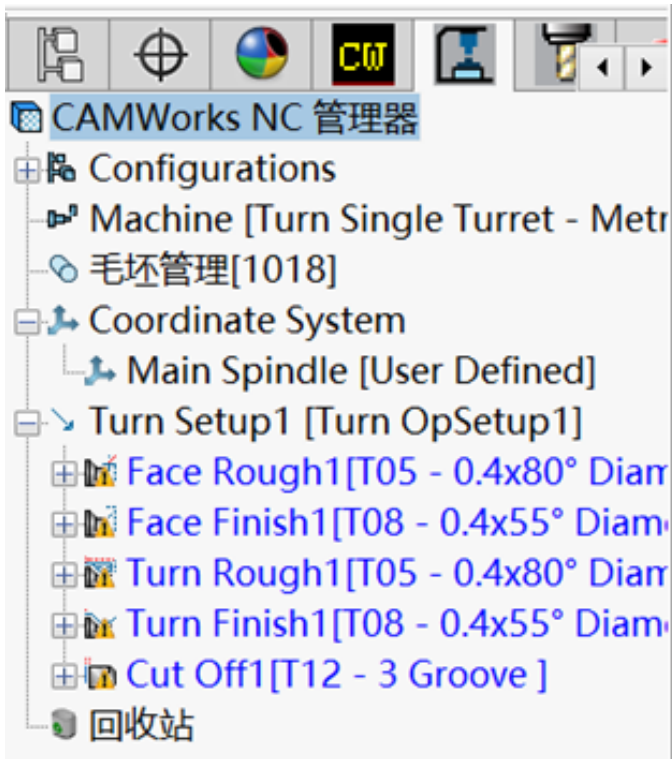 CW
CAMWorks NC 管理器
Configurations
Machine [Turn Single Turret - Metr
毛坯管理[1018]
Coordinate System
Main Spindle [User Defined]
Turn Setup1 [Turn OpSetup1]
Face Rough1[T05 - 0.4x80° Diam
Face Finish1[T08 - 0.4x55° Diam
Turn Rough1[T05 - 0.4x80° Diam
Turn Finish1[T08 - 0.4x55° Diam
Cut Off1[T12 - 3 Groove ]
回收站